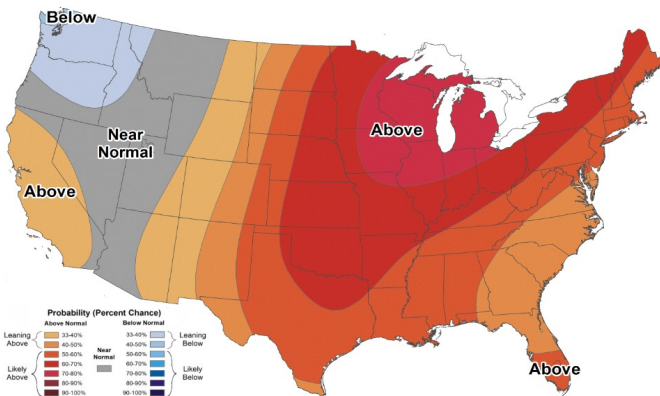 Below
Near
Normal
Above
Above
Above
Probability (Percent Chance)
Above Normal
Below Normal
Leaning
Above
33-40%
40-50%
Near
Normal
33-40%
40-50%
Leaning
Below
Likely
Above
50-60%
60-70%
70-80%
80-90%
90-100%
50-60%
60-70%
70-80%
80-90%
90-100%
Likely
Below